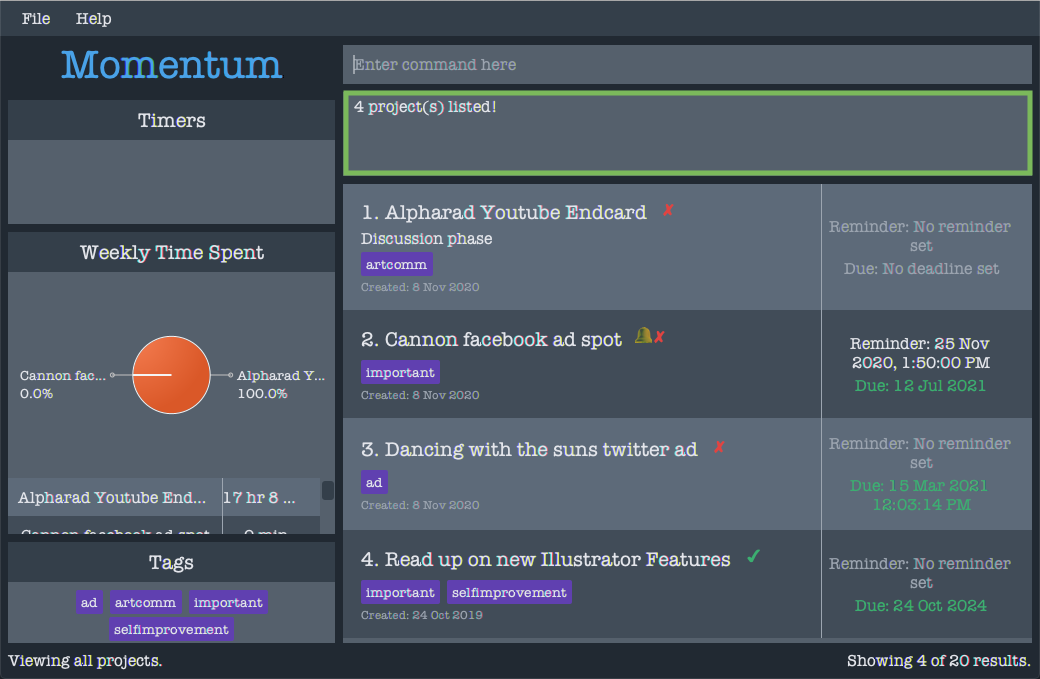 File Help
Momentum
Timers
Weekly Time Spent
Cannon fac...
0.0%
Alpharad Y...
100.0%
Alpharad Youtube End... 17 hr 8 ...
Cannon facebook ad spot 0 min
Tags
ad artcomm important
selfimprovement
Enter command here
4 project(s) listed!
1. Alpharad Youtube Endcard ✘
Discussion phase
artcomm
Created: 8 Nov 2020
Reminder: No reminder
set
Due: No deadline set
2. Cannon facebook ad spot ✘
important
Created: 8 Nov 2020
Reminder: 25 Nov
2020, 1:50:00 PM
Due: 12 Jul 2021
3. Dancing with the suns twitter ad ✘
ad
Created: 8 Nov 2020
Reminder: No reminder
set
Due: 15 Mar 2021
12:03:14 PM
4. Read up on new Illustrator Features ✔
important selfimprovement
Created: 24 Oct 2019
Reminder: No reminder
set
Due: 24 Oct 2024
Viewing all projects.
Showing 4 of 20 results.